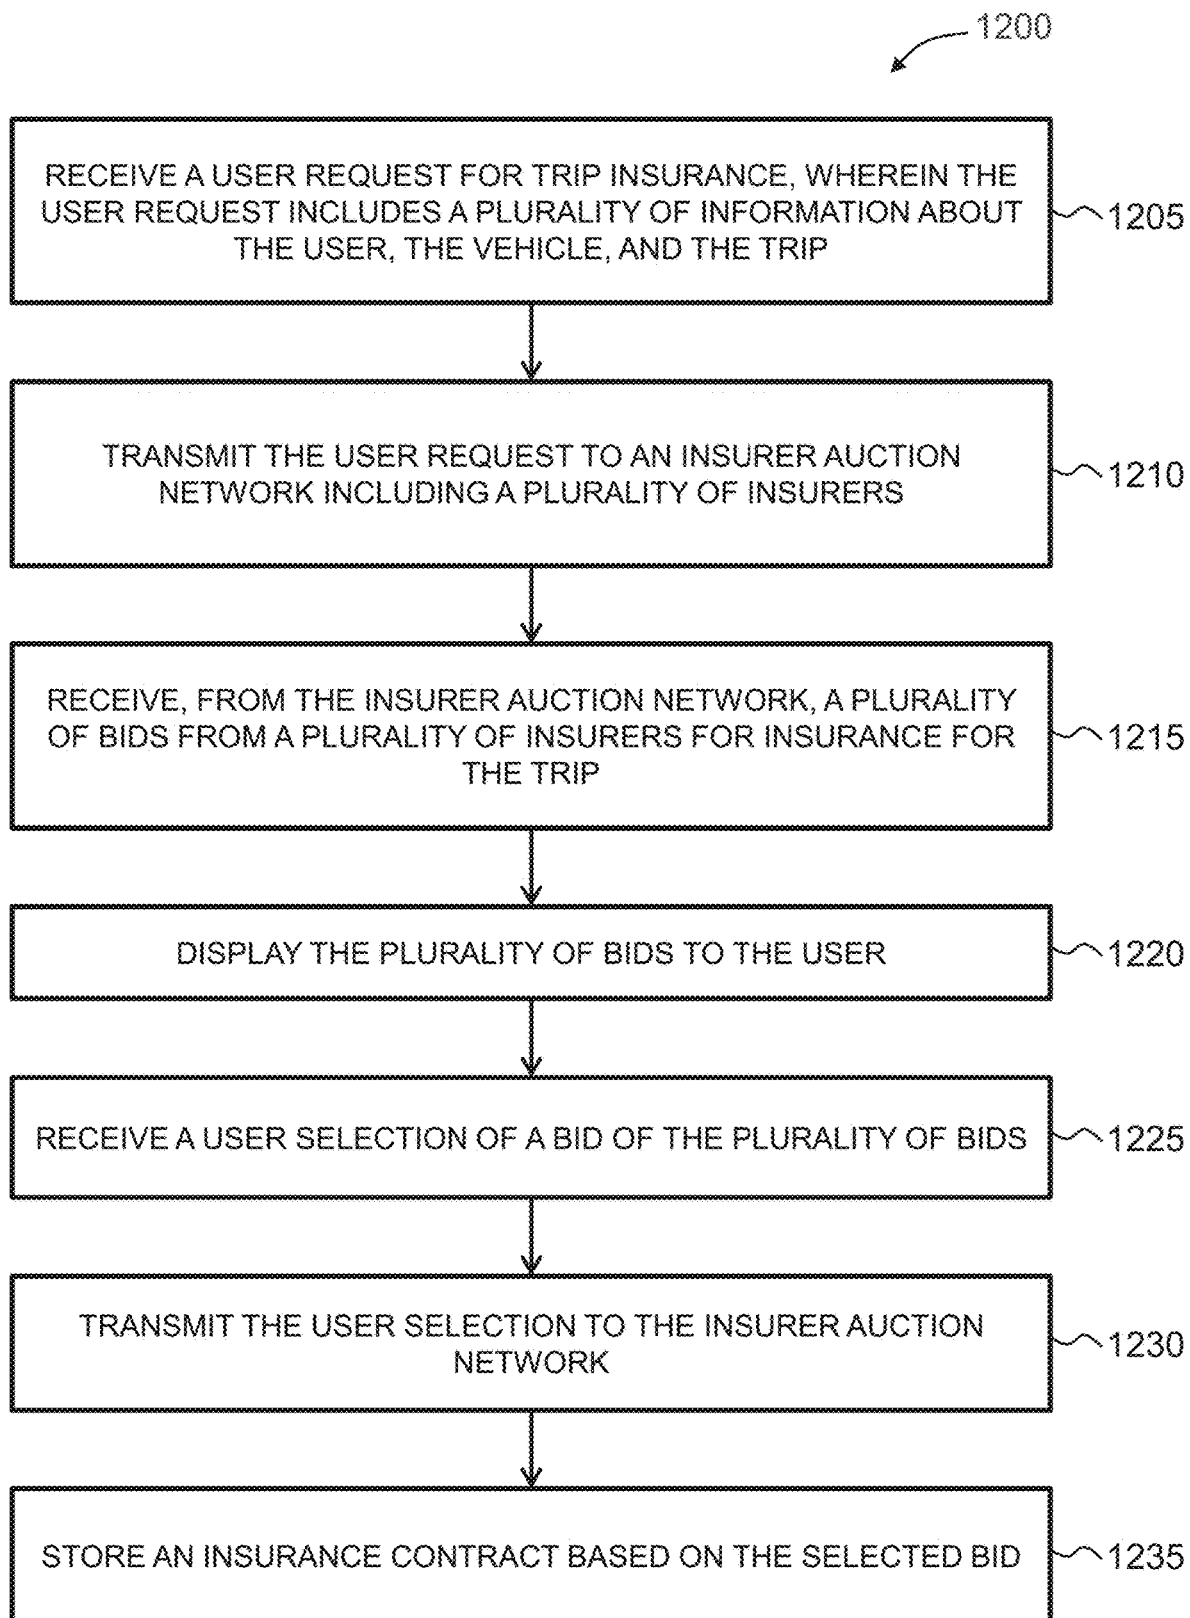 1200
RECEIVE A USER REQUEST FOR TRIP INSURANCE, WHEREIN THE
USER REQUEST INCLUDES A PLURALITY OF INFORMATION ABOUT
THE USER, THE VEHICLE, AND THE TRIP
1205
TRANSMIT THE USER REQUEST TO AN INSURER AUCTION
NETWORK INCLUDING A PLURALITY OF INSURERS
1210
RECEIVE, FROM THE INSURER AUCTION NETWORK, A PLURALITY
OF BIDS FROM A PLURALITY OF INSURERS FOR INSURANCE FOR
THE TRIP
1215
DISPLAY THE PLURALITY OF BIDS TO THE USER
1220
RECEIVE A USER SELECTION OF A BID OF THE PLURALITY OF BIDS
1225
TRANSMIT THE USER SELECTION TO THE INSURER AUCTION
NETWORK
1230
STORE AN INSURANCE CONTRACT BASED ON THE SELECTED BID
1235